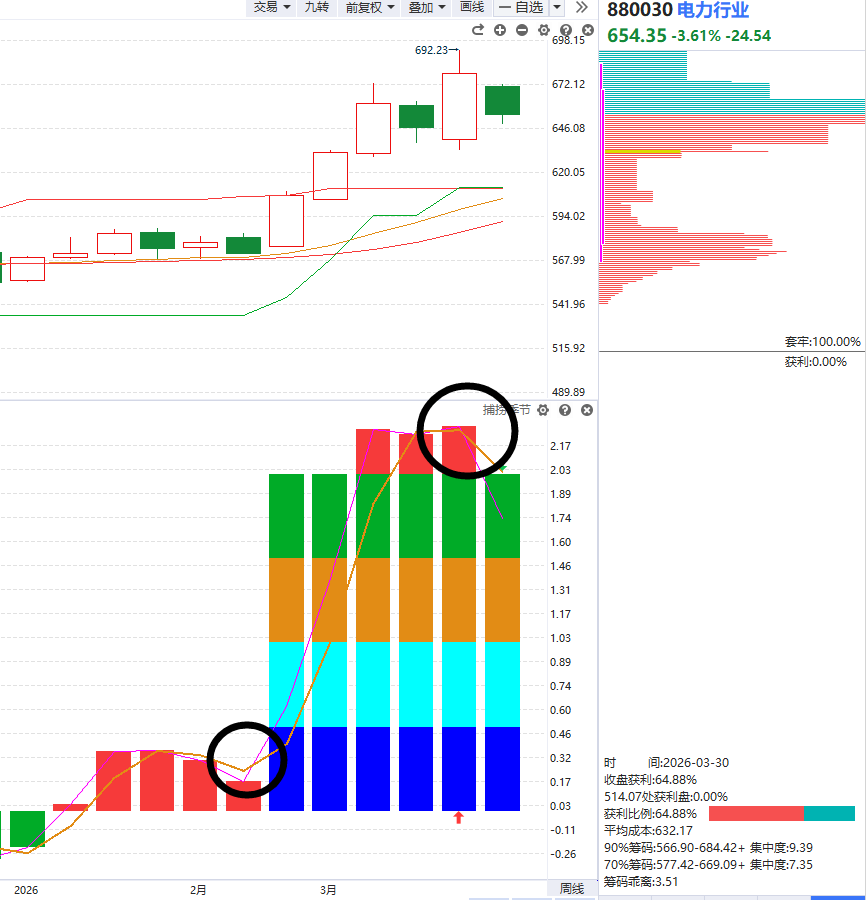 交易 九转 前复权 叠加 画线 一 自选
880030 电力行业
654.35 -3.61% -24.54
698.15
692.23
672.12
646.08
620.05
594.02
567.99
541.96
515.92
489.89
套牢:100.00%
获利:0.00%
捕捞季节
2.17
2.03
1.89
1.74
1.60
1.46
1.31
1.17
1.03
0.89
0.74
0.60
0.46
0.32
0.17
0.03
-0.11
-0.26
2026 2月 3月 周线
时 间:2026-03-30
收盘获利:64.88%
514.07处获利盘:0.00%
获利比例:64.88%
平均成本:632.17
90%筹码:566.90-684.42+ 集中度:9.39
70%筹码:577.42-669.09+ 集中度:7.35
筹码乖离:3.51